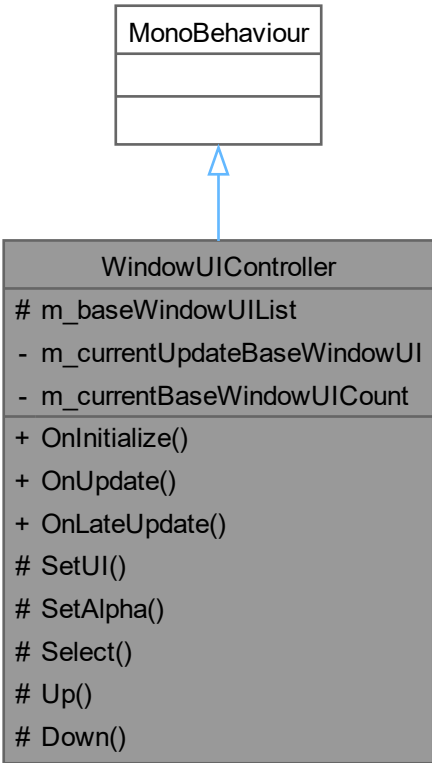 MonoBehaviour
WindowUIController
# m_baseWindowUIList
- m_currentUpdateBaseWindowUI
- m_currentBaseWindowUICount
+ OnInitialize()
+ OnUpdate()
+ OnLateUpdate()
# SetUI()
# SetAlpha()
# Select()
# Up()
# Down()